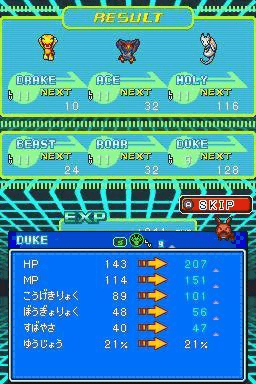 RESULT
DRAKE ACE HOLY
NEXT NEXT NEXT
10 32 116
BEAST ROAR DUKE
NEXT NEXT NEXT
24 32 128
SKIP
EXP
DUKE
HP 143 207
MP 114 151
こうげきりょく 89 101
ぼうぎょりょく 48 56
すばやさ 40 47
ゆうじょう 21% 21%